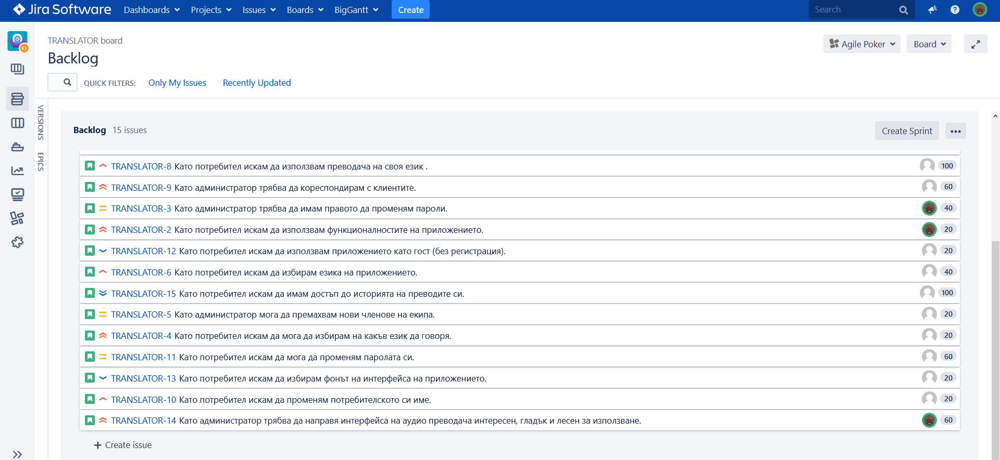 Jira Software Dashboards Projects Issues Boards BigGantt Create Search
TRANSLATOR board
Backlog
Agile Poker Board
QUICK FILTERS: Only My Issues Recently Updated
VERSIONS
EPICS
Backlog 15 issues Create Sprint
TRANSLATOR-8 Като потребител искам да използвам преводача на своя език . 100
TRANSLATOR-9 Като администратор трябва да кореспондирам с клиентите. 60
TRANSLATOR-3 Като администратор трябва да имам правото да променям пароли. 40
TRANSLATOR-2 Като потребител искам да използвам функционалностите на приложението. 20
TRANSLATOR-12 Като потребител искам да използвам приложението като гост (без регистрация). 20
TRANSLATOR-6 Като потребител искам да избирам езика на приложението. 40
TRANSLATOR-15 Като потребител искам да имам достъп до историята на преводите си. 100
TRANSLATOR-5 Като администратор мога да премахвам нови членове на екипа. 20
TRANSLATOR-4 Като потребител искам да мога да избирам на какъв език да говоря. 20
TRANSLATOR-11 Като потребител искам да мога да променям паролата си. 60
TRANSLATOR-13 Като потребител искам да избирам фонът на интерфейса на приложението. 20
TRANSLATOR-10 Като потребител искам да променям потребителското си име. 20
TRANSLATOR-14 Като администратор трябва да направя интерфейса на аудио преводача интересен, гладък и лесен за използване. 60
Create issue